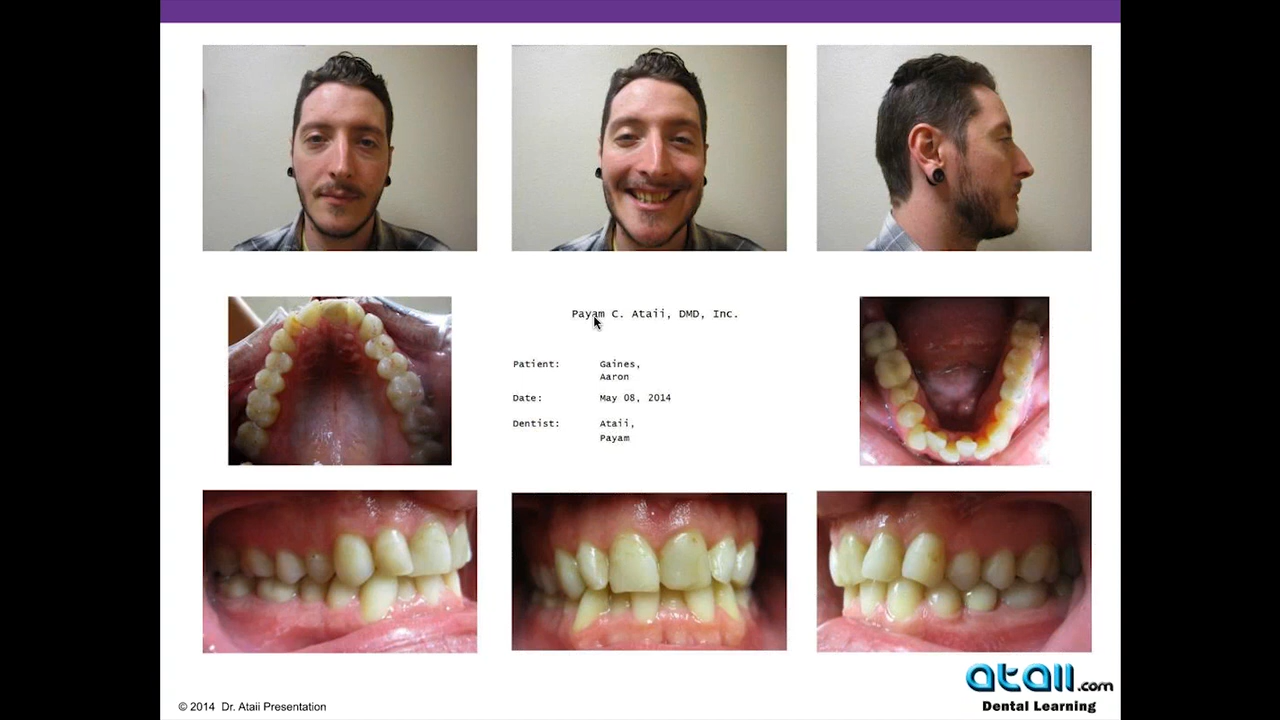 Payam C. Ataii, DMD, Inc.
Patient: Gaines,
Aaron
Date: May 08, 2014
Dentist: Ataii,
Payam
ataii.com
Dental Learning
© 2014 Dr. Ataii Presentation